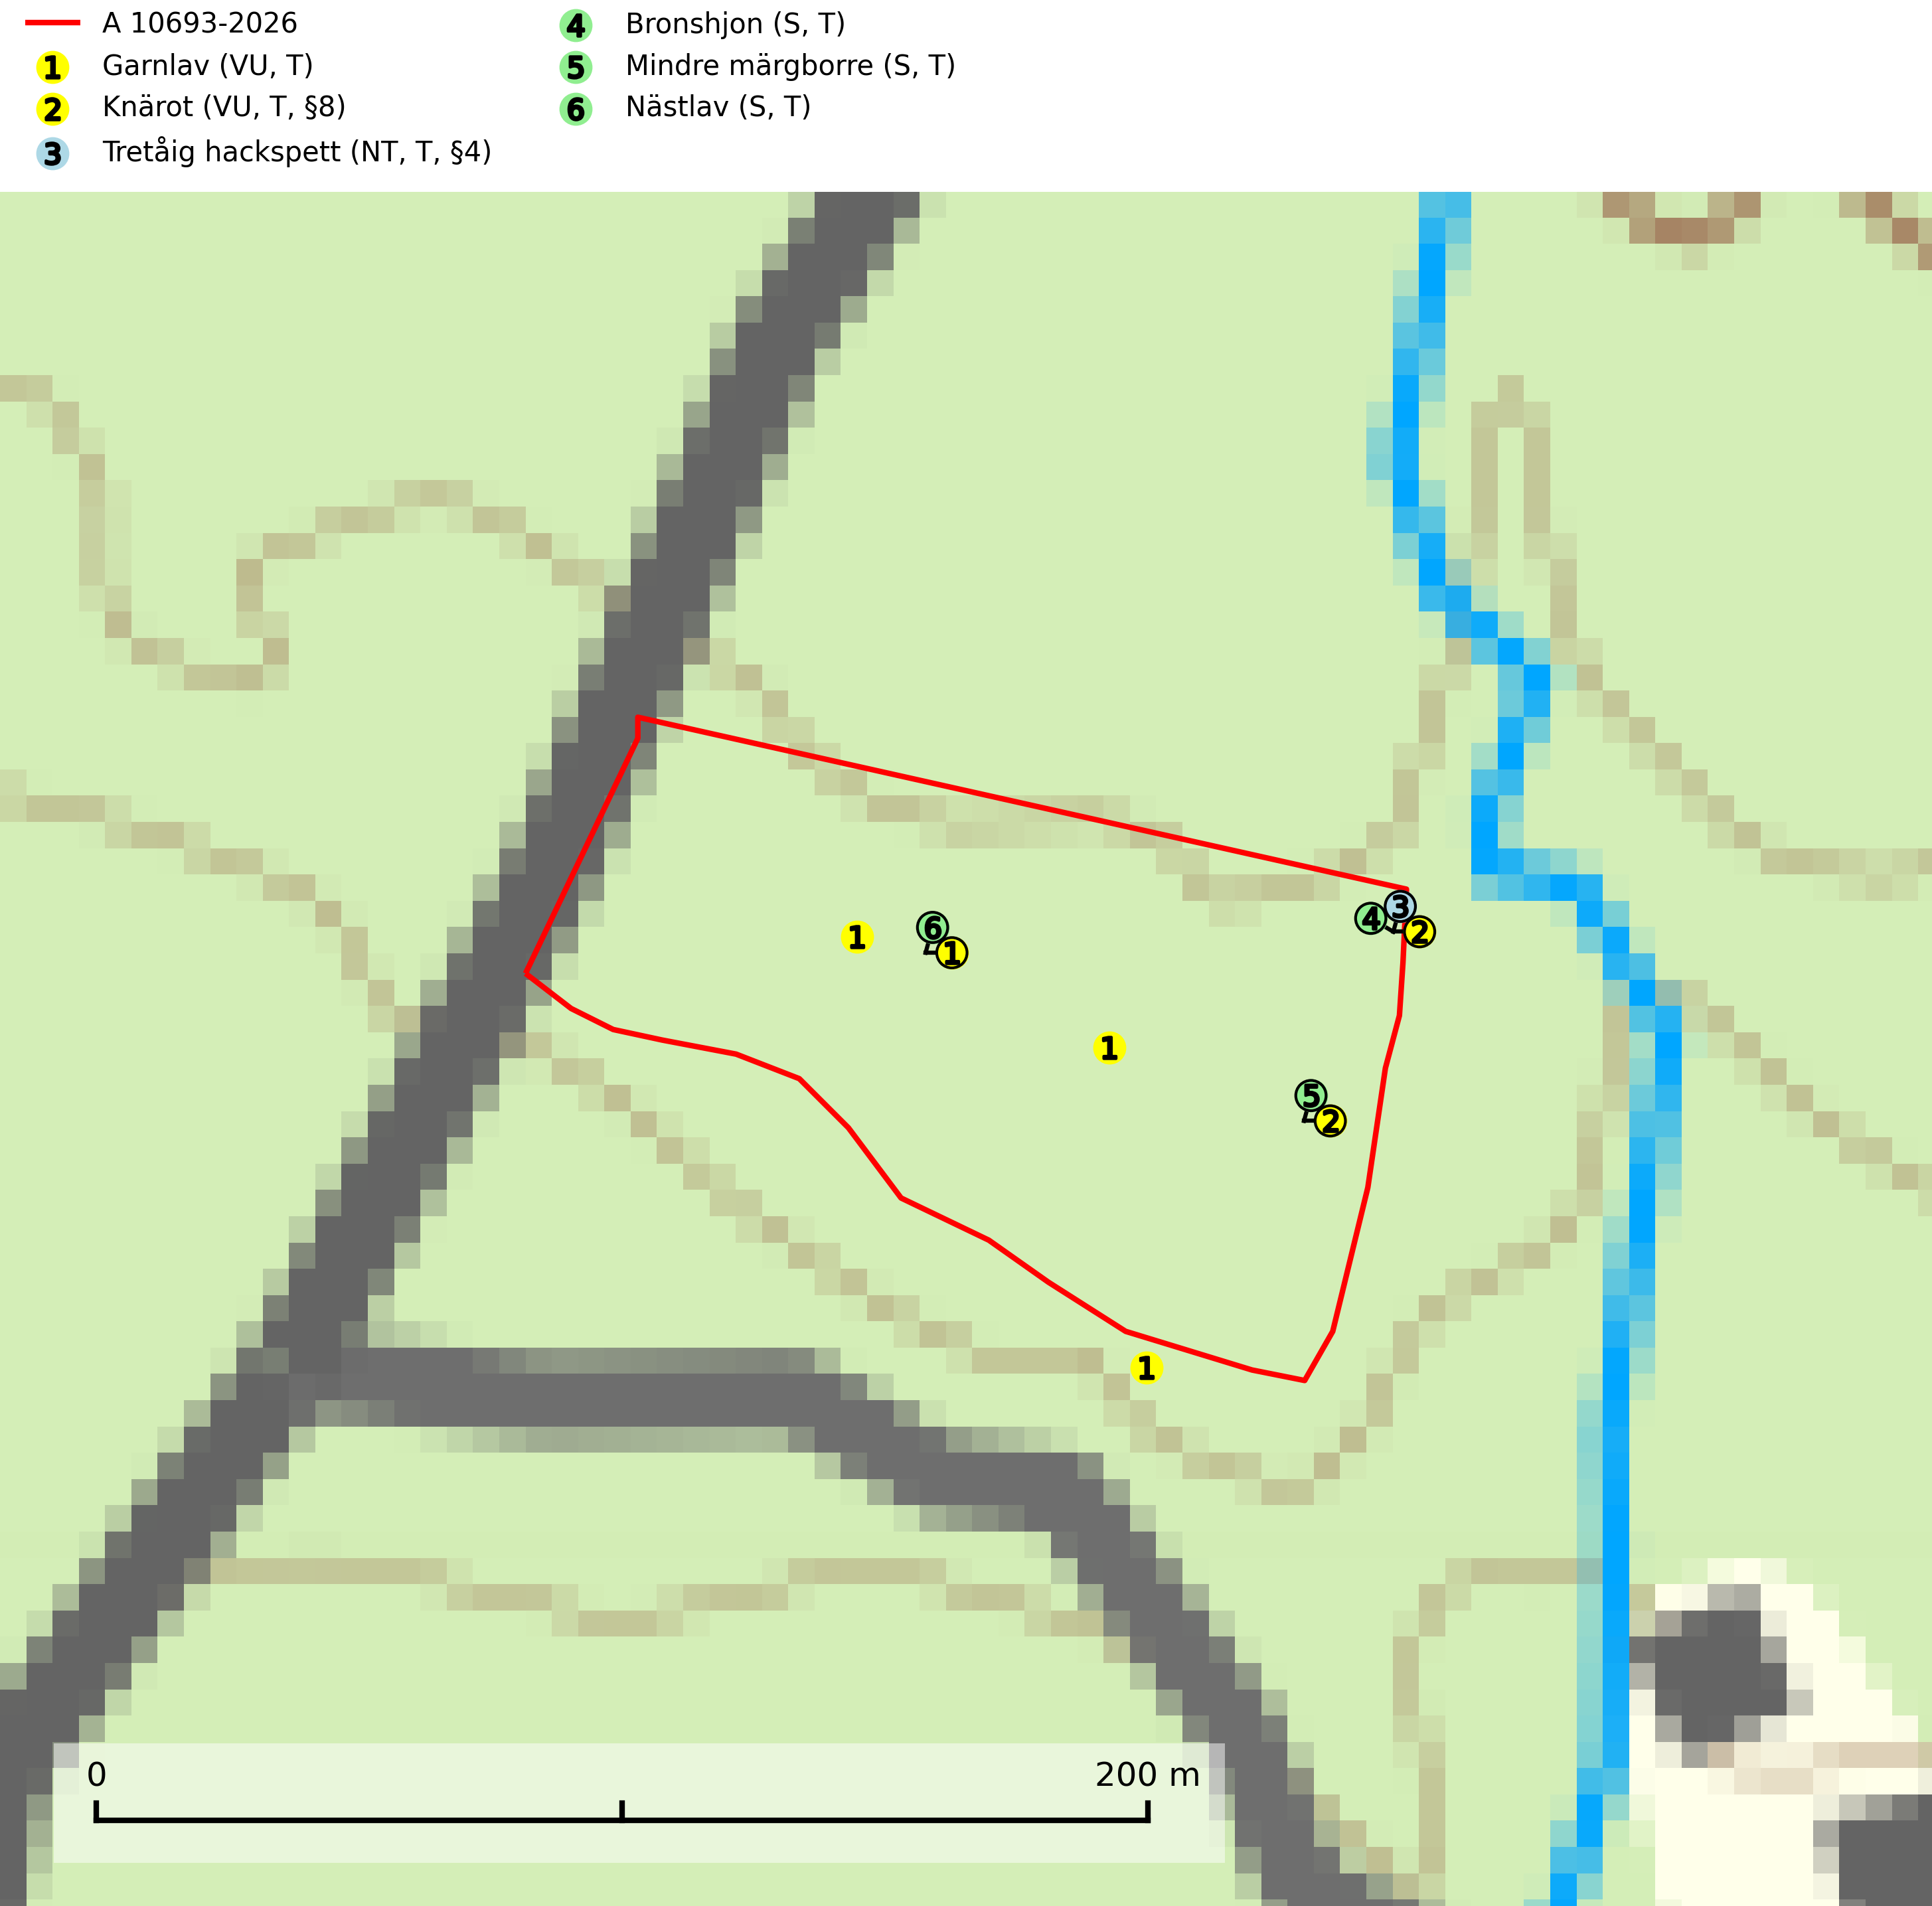 A 10693-2026
1 Garnlav (VU, T)
2 Knärot (VU, T, §8)
3 Tretåig hackspett (NT, T, §4)
4 Bronshjon (S, T)
5 Mindre märgborre (S, T)
6 Nästlav (S, T)
3
4
2
6
1
1
1
5
2
1
0
200 m